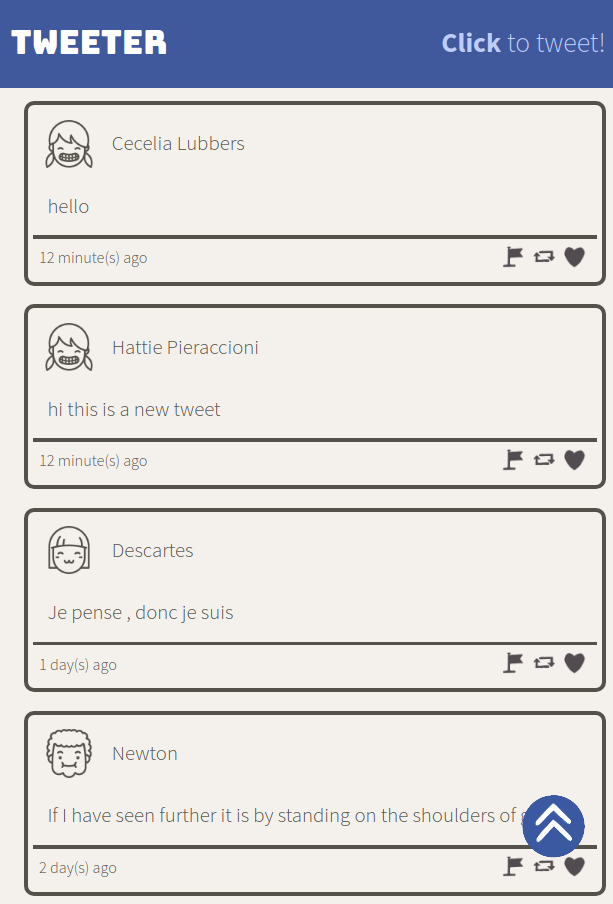 TWEETER
Click to tweet!
Cecelia Lubbers
hello
12 minute(s) ago
Hattie Pieraccioni
hi this is a new tweet
12 minute(s) ago
Descartes
Je pense , donc je suis
1 day(s) ago
Newton
If I have seen further it is by standing on the shoulders of
2 day(s) ago